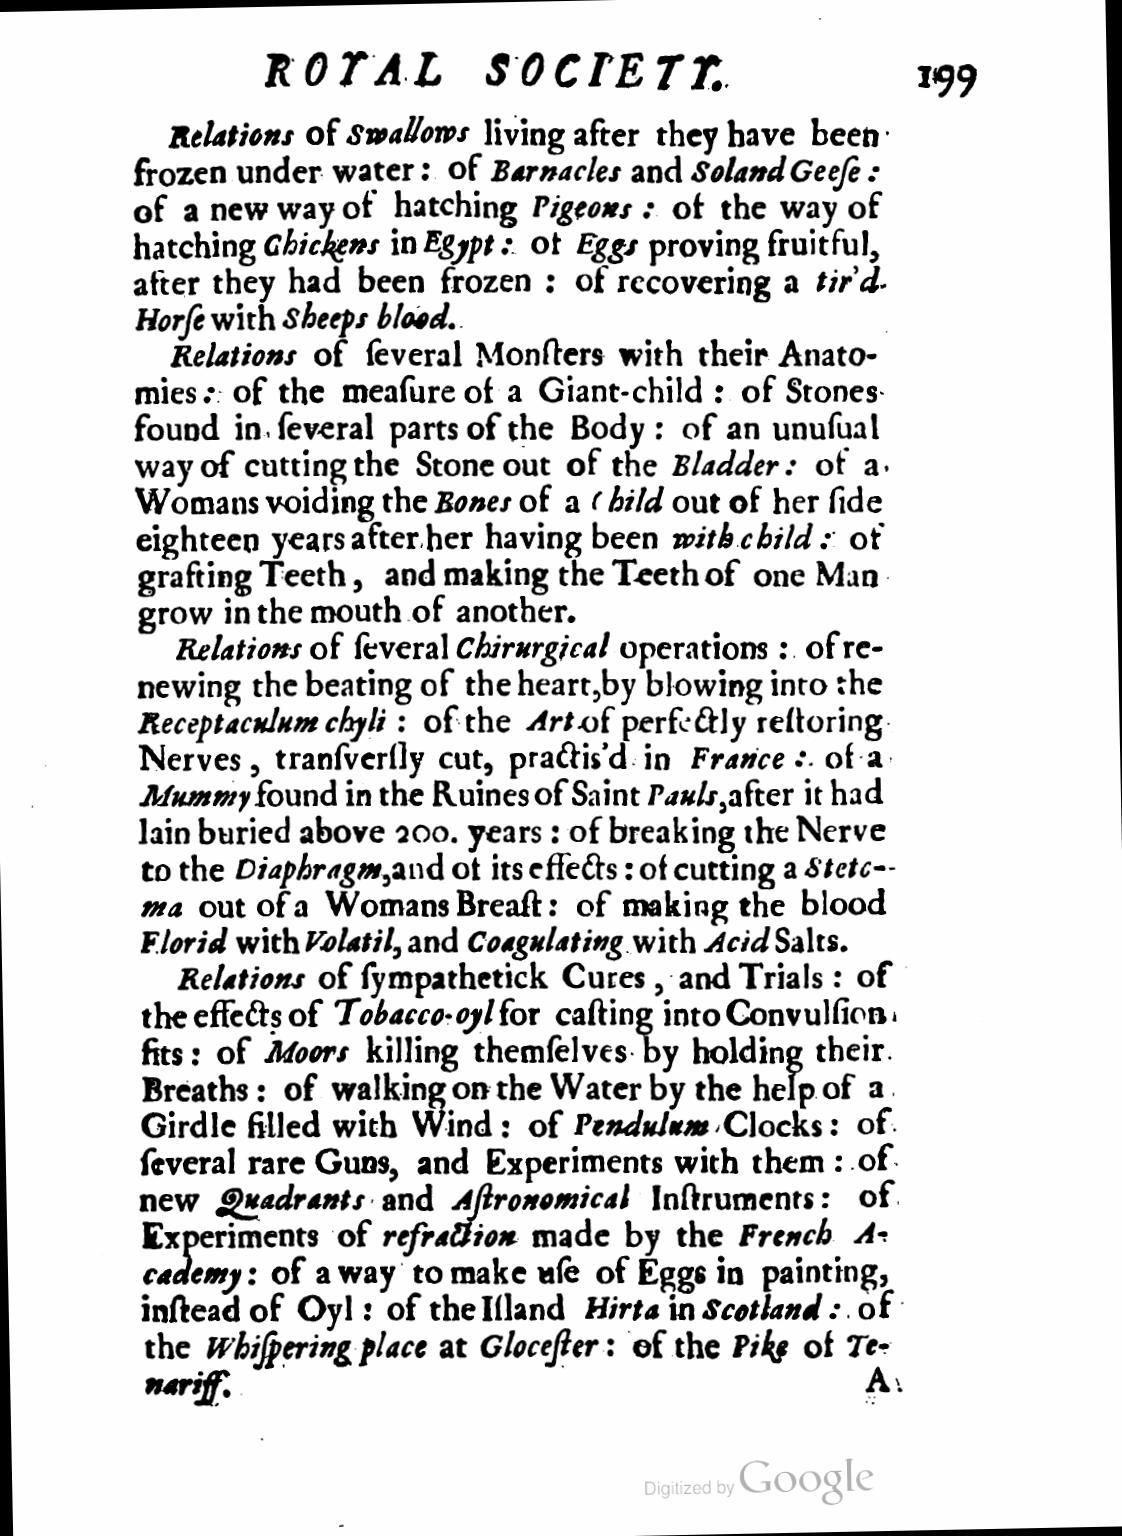 ROYAL SOCIETY. 199
Relations of Swallows living after they have been
frozen under water : of Barnacles and Soland Geeſe :
of a new way of hatching Pigeons : of the way of
hatching Chickens in Egypt : of Eggs proving fruitful,
after they had been frozen : of recovering a tir'd
Horſe with Sheeps blood.
Relations of ſeveral Monſters with their Anato-
mies : of the meaſure of a Giant-child : of Stones
found in ſeveral parts of the Body : of an unuſual
way of cutting the Stone out of the Bladder : of a
Womans voiding the Bones of a Child out of her ſide
eighteen years after her having been with child : of
grafting Teeth, and making the Teeth of one Man
grow in the mouth of another.
Relations of ſeveral Chirurgical operations : of re-
newing the beating of the heart, by blowing into the
Receptaculum chyli : of the Art of perfectly reſtoring
Nerves, tranſverſly cut, practis'd in France : of a
Mummy found in the Ruines of Saint Pauls, after it had
lain buried above 200. years : of breaking the Nerve
to the Diaphragm, and of its effects : of cutting a Stetc-
ma out of a Womans Breaſt : of making the blood
Florid with Volatil, and Coagulating with Acid Salts.
Relations of ſympathetick Cures, and Trials : of
the effects of Tobacco-oyl for caſting into Convulſion
fits : of Moors killing themſelves by holding their
Breaths : of walking on the Water by the help of a
Girdle filled with Wind : of Pendulum Clocks : of
ſeveral rare Guns, and Experiments with them : of
new Quadrants and Aſtronomical Inſtruments : of
Experiments of refraction made by the French A-
cademy : of a way to make uſe of Eggs in painting,
inſtead of Oyl : of the Iſland Hirta in Scotland : of
the Whiſpering place at Gloceſter : of the Pike of Te-
nariff.
A
Digitized by Google